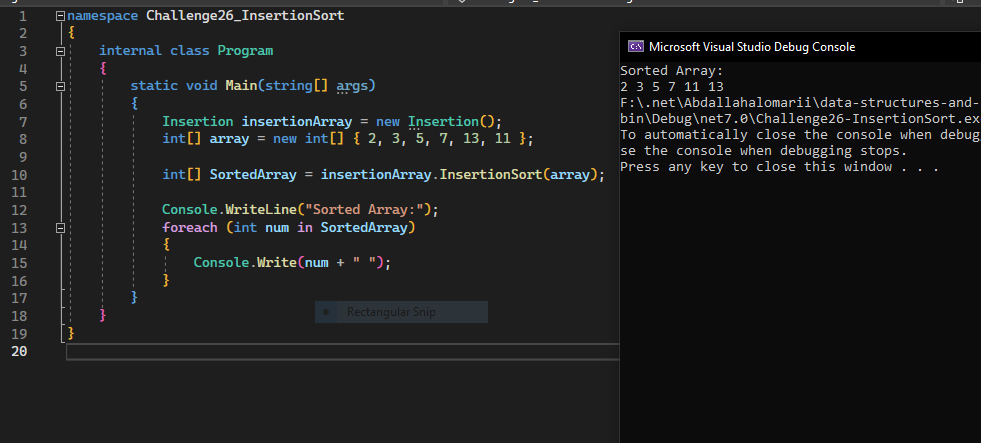 1 namespace Challenge26_InsertionSort
2 {
3 internal class Program
4 {
5 static void Main(string[] args)
6 {
7 Insertion insertionArray = new Insertion();
8 int[] array = new int[] { 2, 3, 5, 7, 13, 11 };
9
10 int[] SortedArray = insertionArray.InsertionSort(array);
11
12 Console.WriteLine("Sorted Array:");
13 foreach (int num in SortedArray)
14 {
15 Console.Write(num + " ");
16 }
17 }
18 }
19 }
20
Rectangular Snip
Microsoft Visual Studio Debug Console
Sorted Array:
2 3 5 7 11 13
F:\.net\Abdallahalomarii\data-structures-and-
bin\Debug\net7.0\Challenge26-InsertionSort.ex
To automatically close the console when debug
se the console when debugging stops.
Press any key to close this window . . .